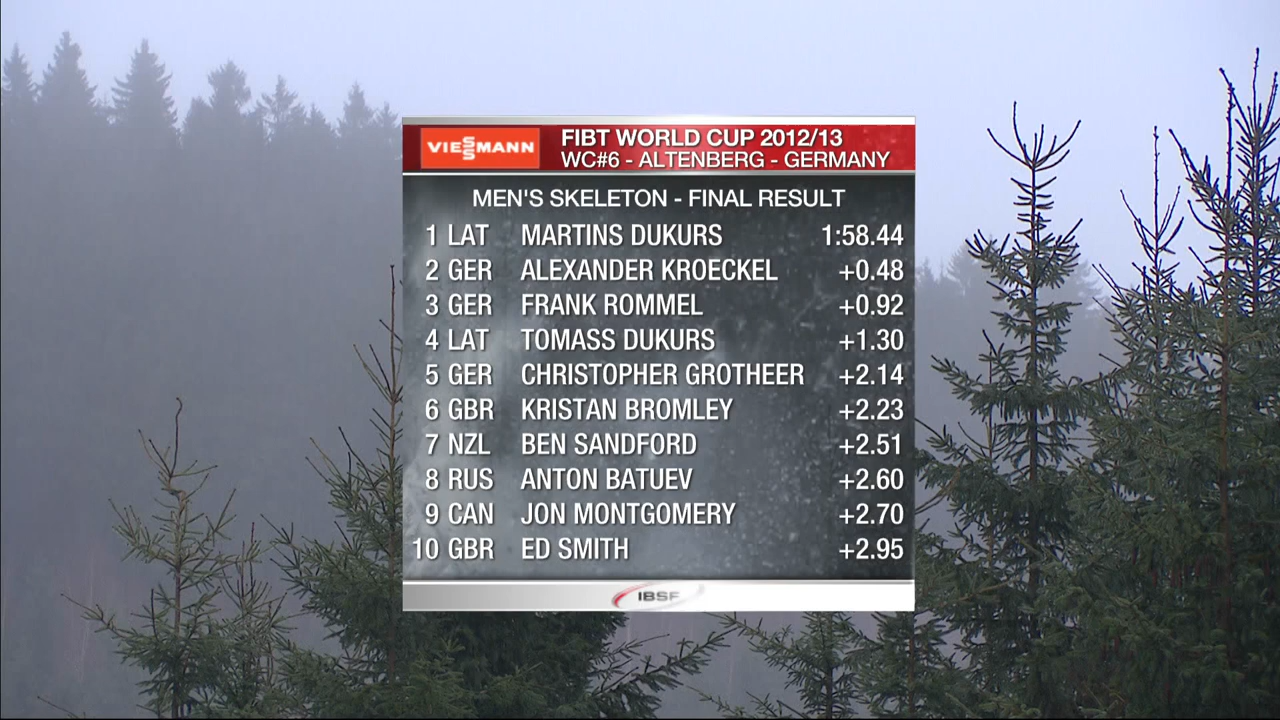 VIESSMANN
FIBT WORLD CUP 2012/13
WC#6 - ALTENBERG - GERMANY
MEN'S SKELETON - FINAL RESULT
1 LAT MARTINS DUKURS 1:58.44
2 GER ALEXANDER KROECKEL +0.48
3 GER FRANK ROMMEL +0.92
4 LAT TOMASS DUKURS +1.30
5 GER CHRISTOPHER GROTHEER +2.14
6 GBR KRISTAN BROMLEY +2.23
7 NZL BEN SANDFORD +2.51
8 RUS ANTON BATUEV +2.60
9 CAN JON MONTGOMERY +2.70
10 GBR ED SMITH +2.95
IBSF